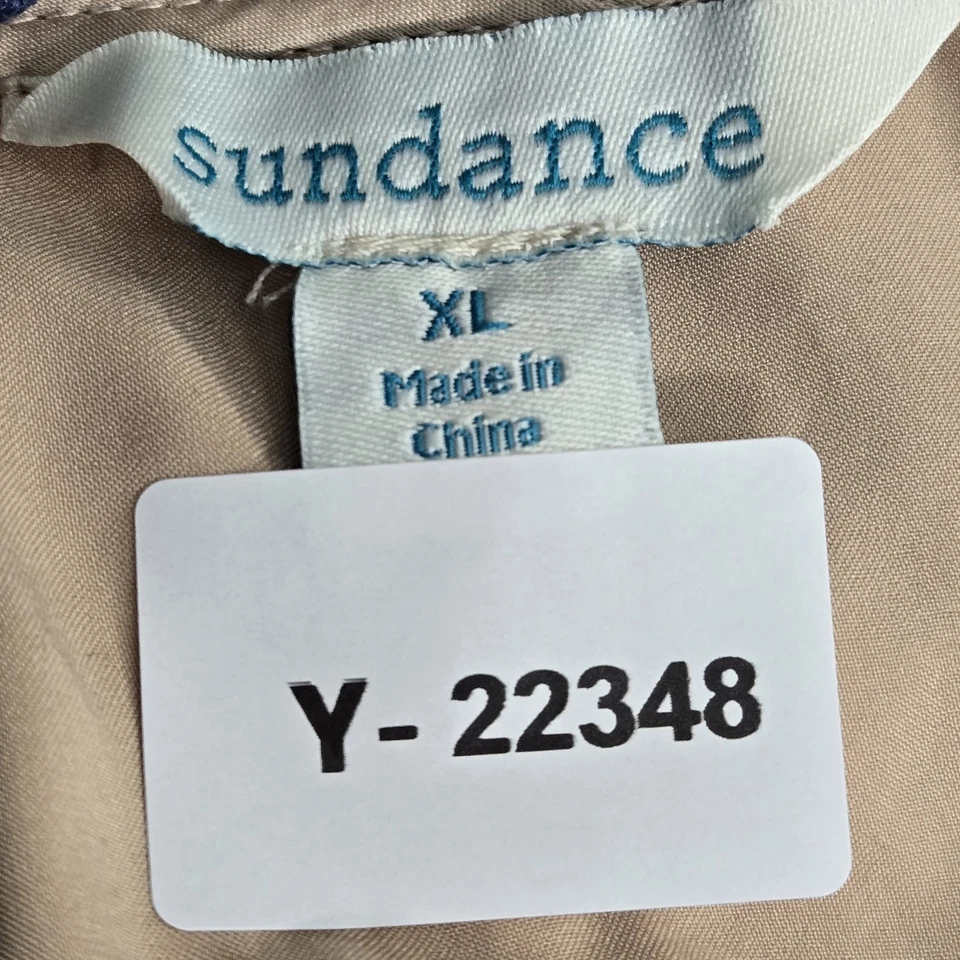 sundance
XL
Made in
China
Y- 22348